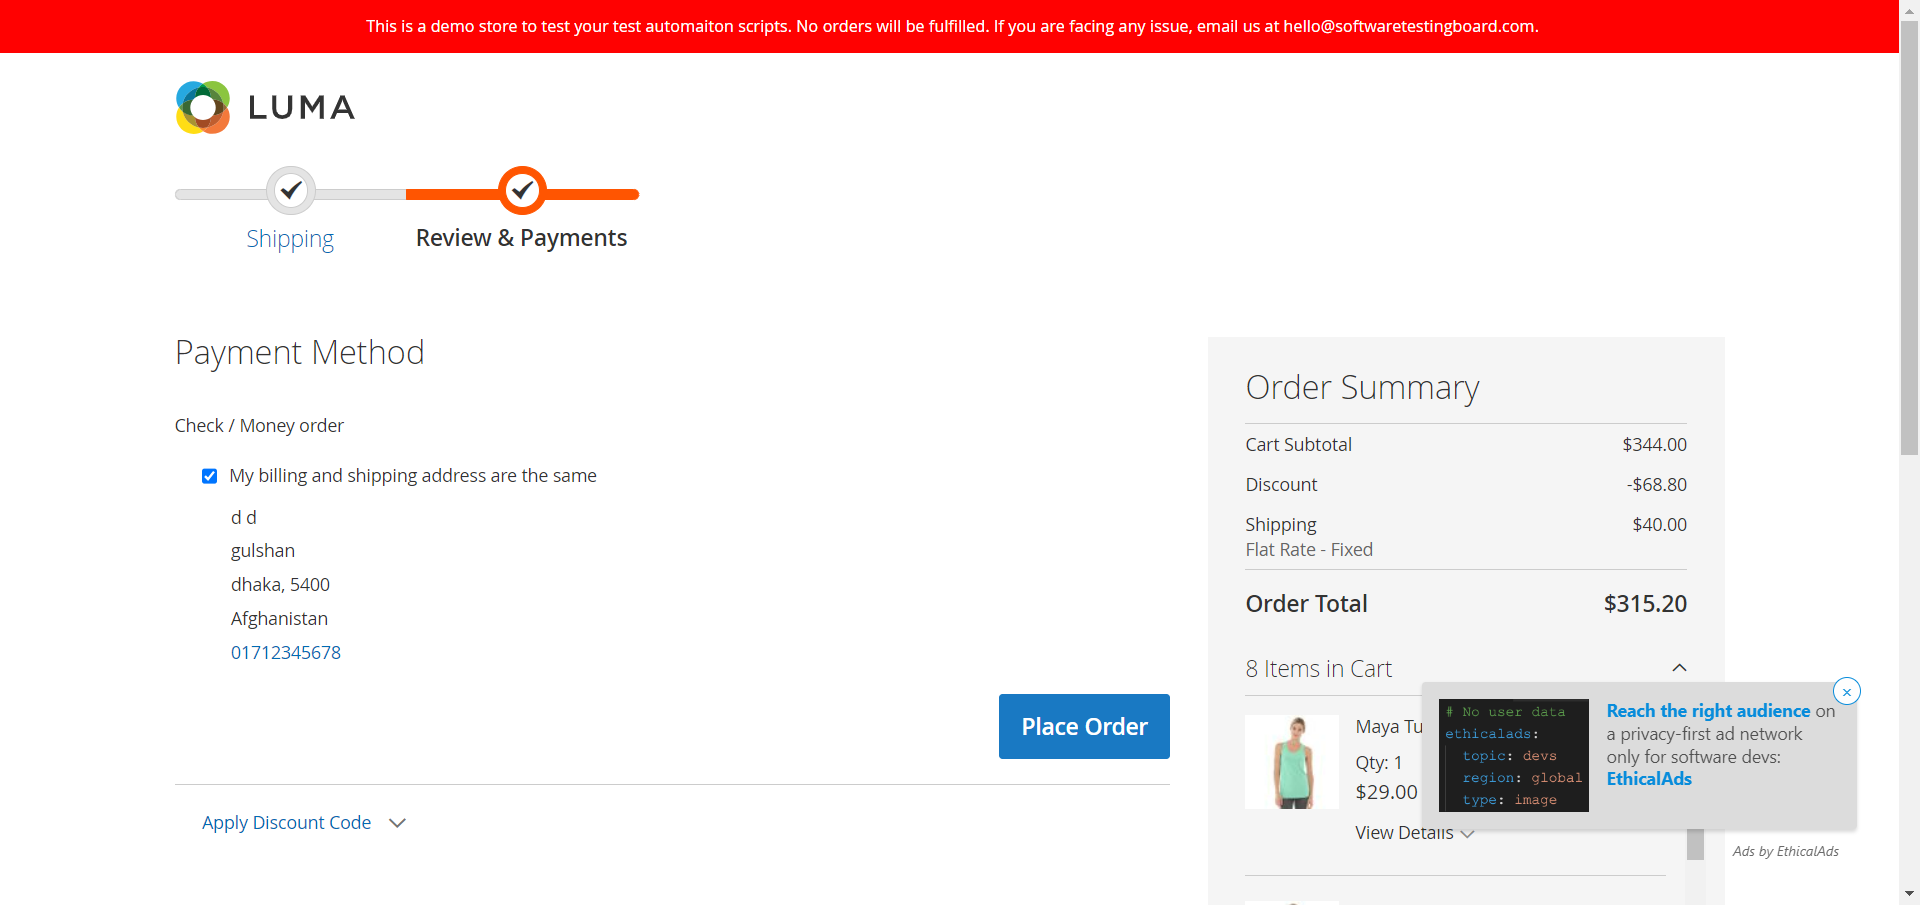 This is a demo store to test your test automaiton scripts. No orders will be fulfilled. If you are facing any issue, email us at hello@softwaretestingboard.com.
LUMA
Shipping
Review & Payments
Payment Method
Check / Money order
My billing and shipping address are the same
d d
gulshan
dhaka, 5400
Afghanistan
01712345678
Place Order
Apply Discount Code
Order Summary
Cart Subtotal $344.00
Discount -$68.80
Shipping $40.00
Flat Rate - Fixed
Order Total $315.20
8 Items in Cart
Maya Tu
Qty: 1
$29.00
View Details
# No user data
ethicalads:
topic: devs
region: global
type: image
Reach the right audience on
a privacy-first ad network
only for software devs:
EthicalAds
Ads by EthicalAds